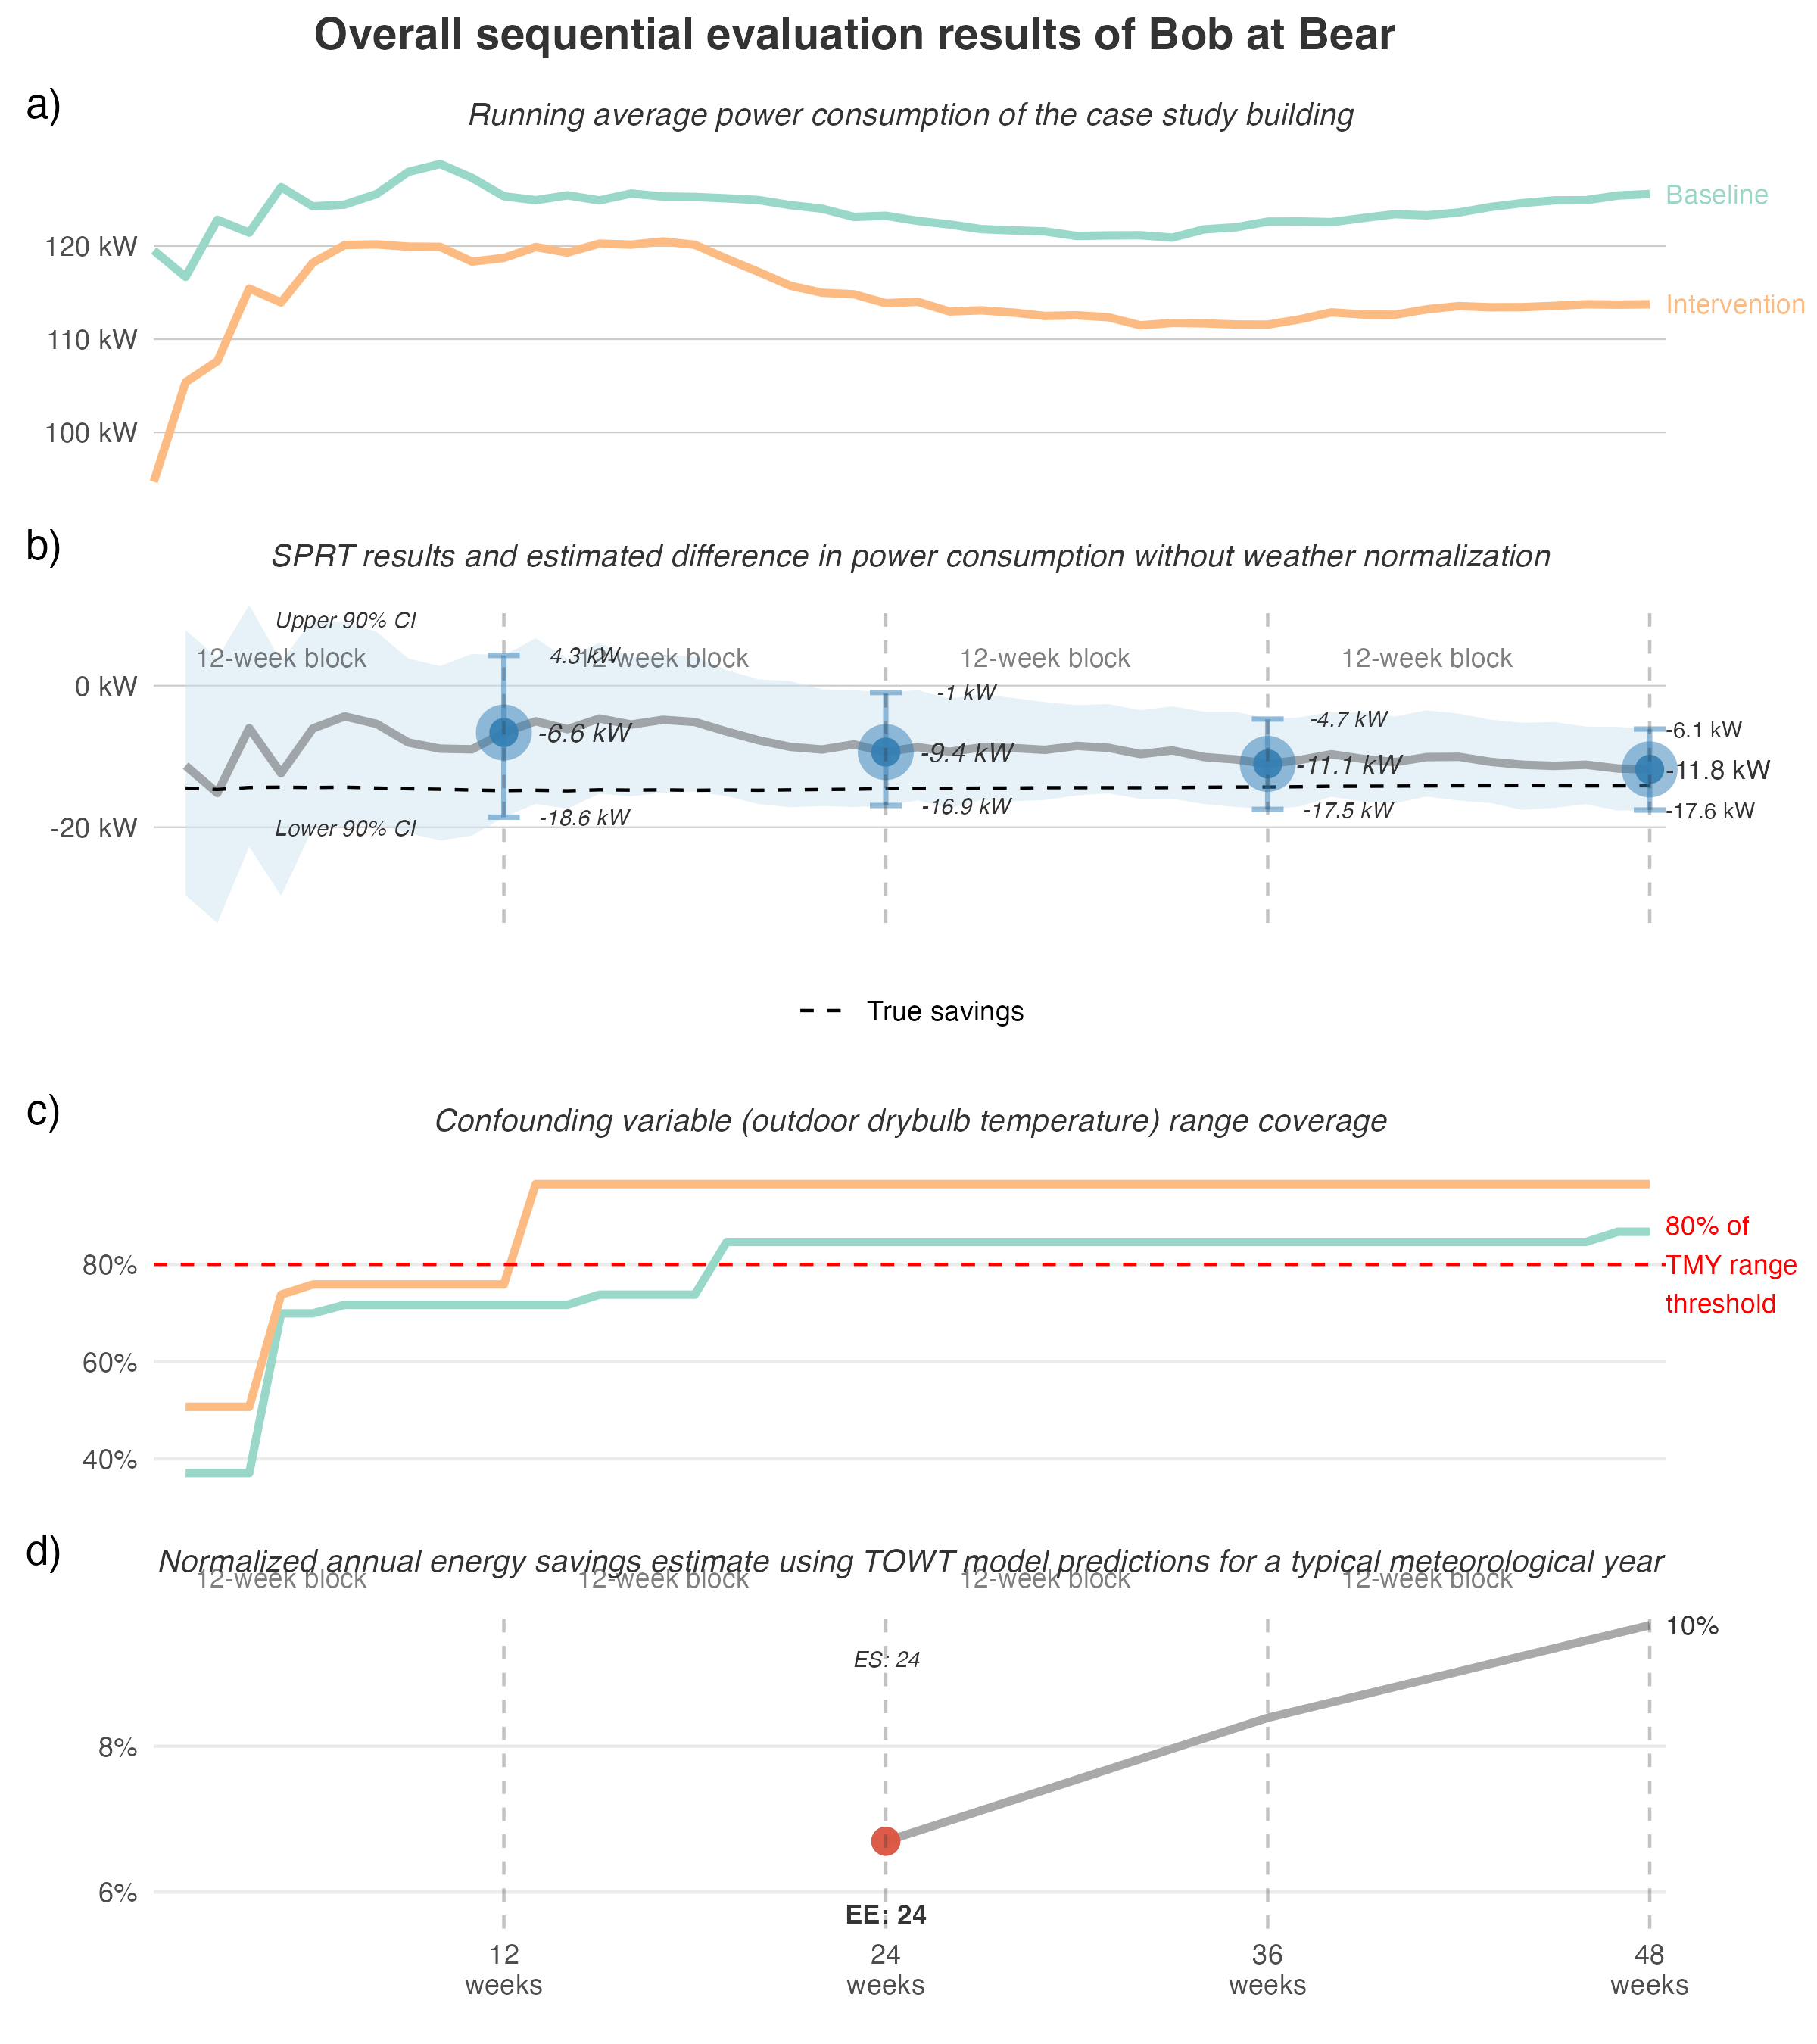 Overall sequential evaluation results of Bob at Bear
a)
Running average power consumption of the case study building
Baseline
120 kW
Intervention
110 kW
100 kW
b)
SPRT results and estimated difference in power consumption without weather normalization
Upper 90% CI
12-week block
4.3 kW
12-week block
12-week block
12-week block
0 kW
-1 kW
-4.7 kW
-6.1 kW
-6.6 kW
-9.4 kW
-11.1 kW
-11.8 kW
-16.9 kW
-17.5 kW
-17.6 kW
-18.6 kW
Lower 90% CI
-20 kW
True savings
c)
Confounding variable (outdoor drybulb temperature) range coverage
80% of
TMY range
threshold
80%
60%
40%
d)
Normalized annual energy savings estimate using TOWT model predictions for a typical meteorological year
12-week block
12-week block
12-week block
12-week block
10%
ES: 24
8%
6%
EE: 24
12
weeks
24
weeks
36
weeks
48
weeks